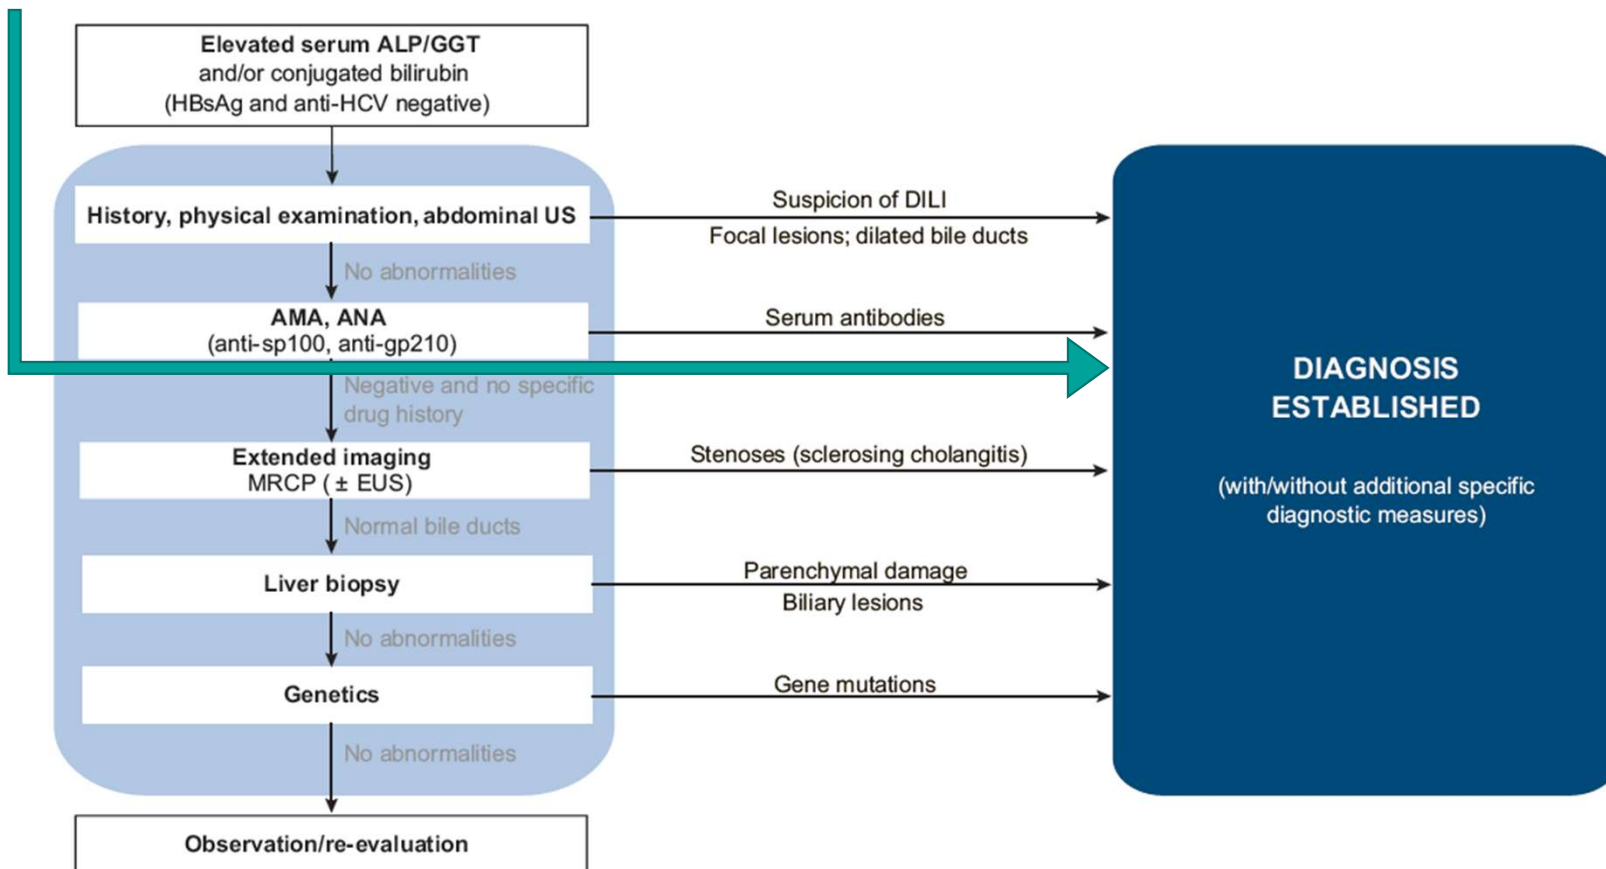 Elevated serum ALP/GGT
and/or conjugated bilirubin
(HBsAg and anti-HCV negative)
History, physical examination, abdominal US
Suspicion of DILI
Focal lesions; dilated bile ducts
No abnormalities
AMA, ANA
(anti-sp100, anti-gp210)
Serum antibodies
Negative and no specific
drug history
Extended imaging
MRCP ( ± EUS)
Stenoses (sclerosing cholangitis)
Normal bile ducts
Liver biopsy
Parenchymal damage
Biliary lesions
No abnormalities
Genetics
Gene mutations
No abnormalities
Observation/re-evaluation
DIAGNOSIS
ESTABLISHED
(with/without additional specific
diagnostic measures)